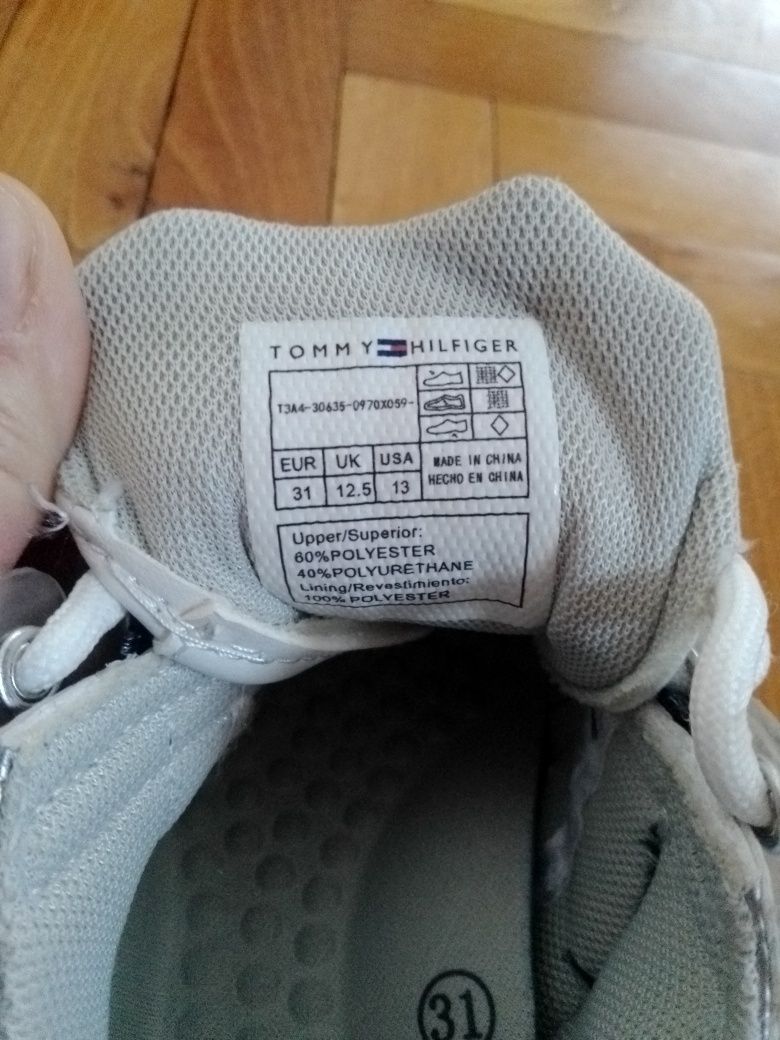 TOMMY HILFIGER
T3A4-30635-0970X059-
EUR UK USA
31 12.5 13
MADE IN CHINA
HECHO EN CHINA
Upper/Superior:
60%POLYESTER
40%POLYURETHANE
Lining/Revestimiento:
100% POLYESTER
31